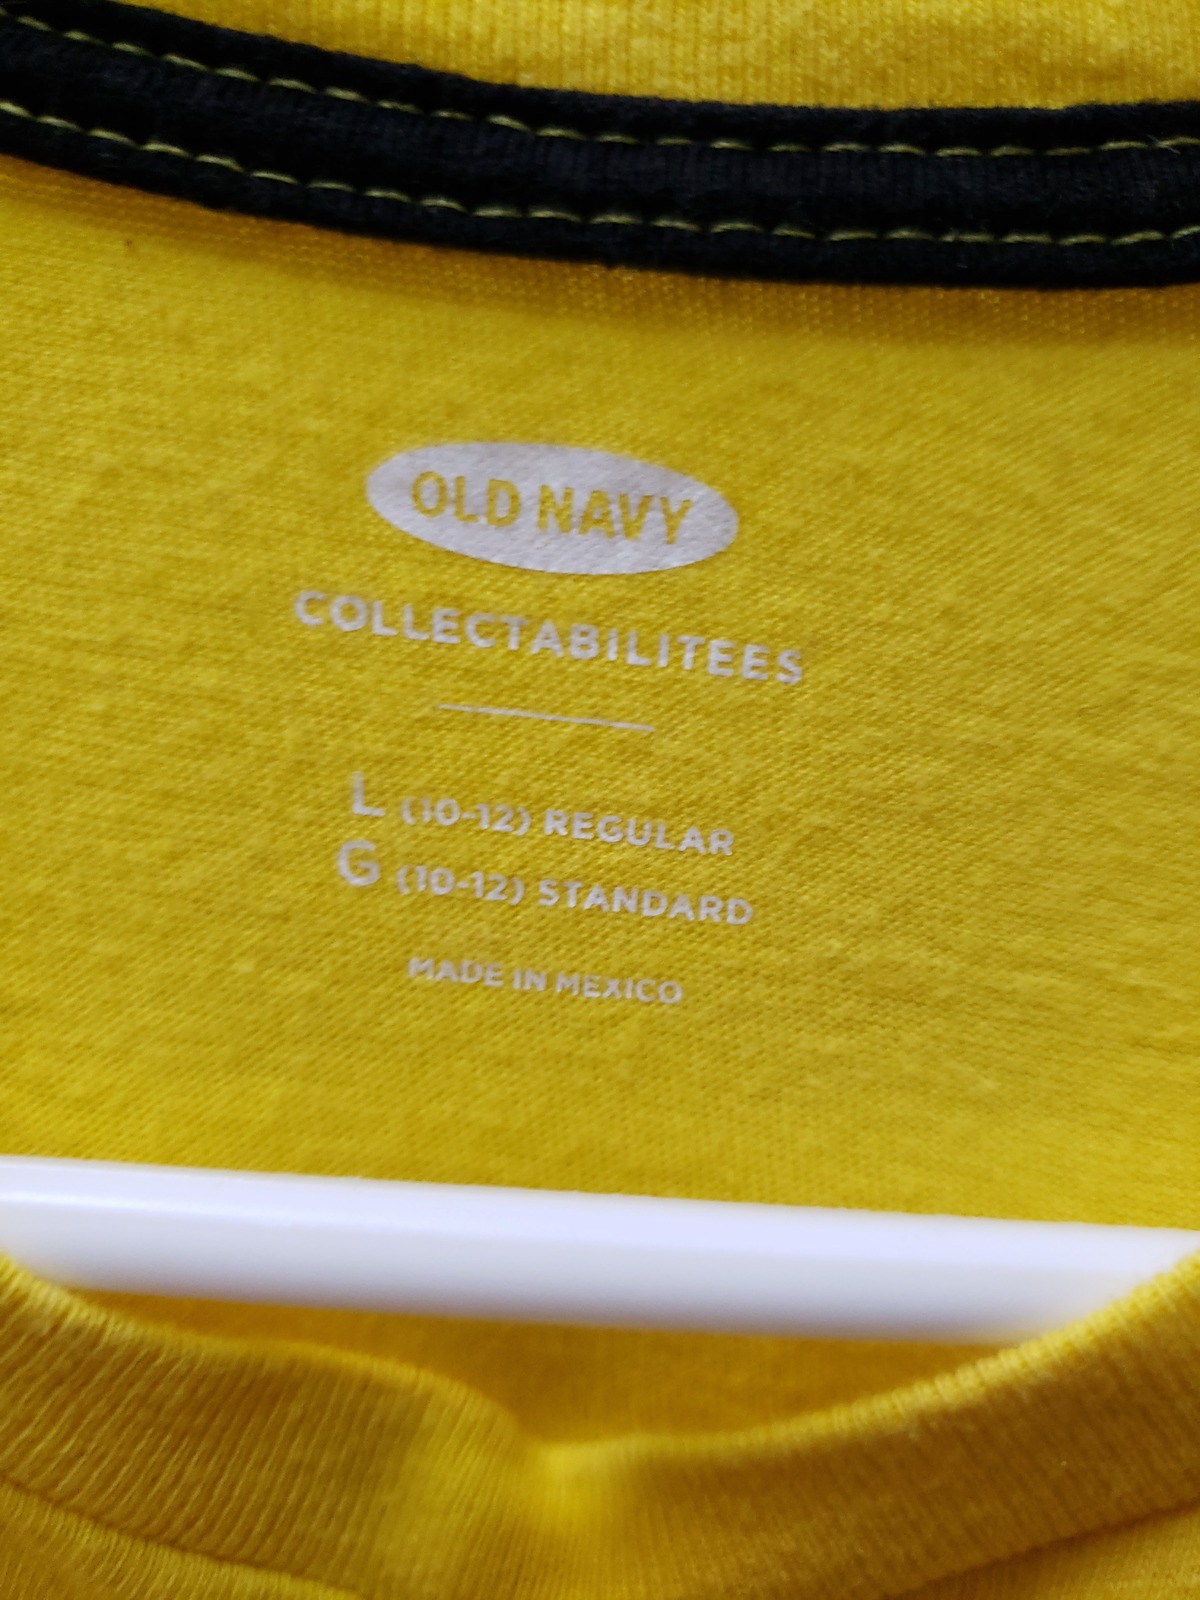 OLD NAVY
COLLECTABILITEES
L (10-12) REGULAR
G (10-12) STANDARD
MADE IN MEXICO